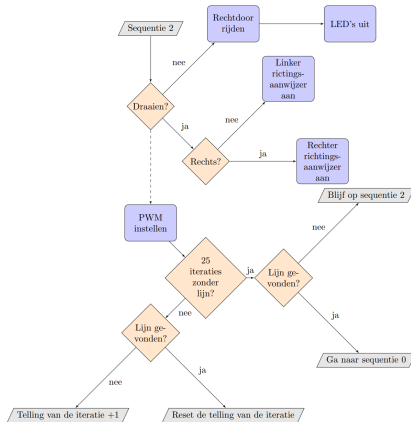 Sequentie 2
Rechtdoor
rijden
LED's uit
nee
Linker
rictings-
aanwijzer
aan
Draaien?
nee
ja
Rechts?
ja
Rechter
richtings-
aanwijzer
aan
Blijf op sequentie 2
PWM
instellen
nee
25
iteraties
zonder
lijn?
ja
Lijn ge-
vonden?
nee
Lijn ge-
vonden?
ja
Ga naar sequentie 0
nee
ja
Telling van de iteratie +1
Reset de telling van de iteratie